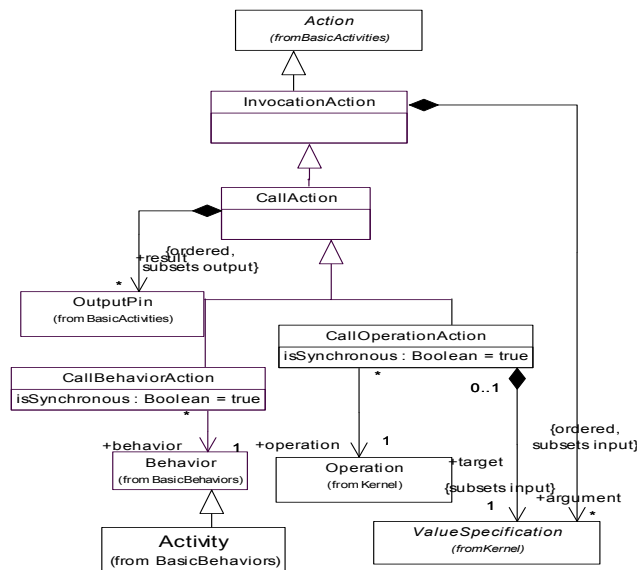 Action
(fromBasicActivities)
InvocationAction
CallAction
+result
{ordered,
subsets output}
*
OutputPin
(from BasicActivities)
CallOperationAction
isSynchronous : Boolean = true
CallBehaviorAction
isSynchronous : Boolean = true
*
*
0..1
{ordered,
subsets input}
+behavior
1
+operation
1
Behavior
(from BasicBehaviors)
Operation
(from Kernel)
+target
{subsets input}
1
+argument
*
ValueSpecification
(fromKernel)
Activity
(from BasicBehaviors)